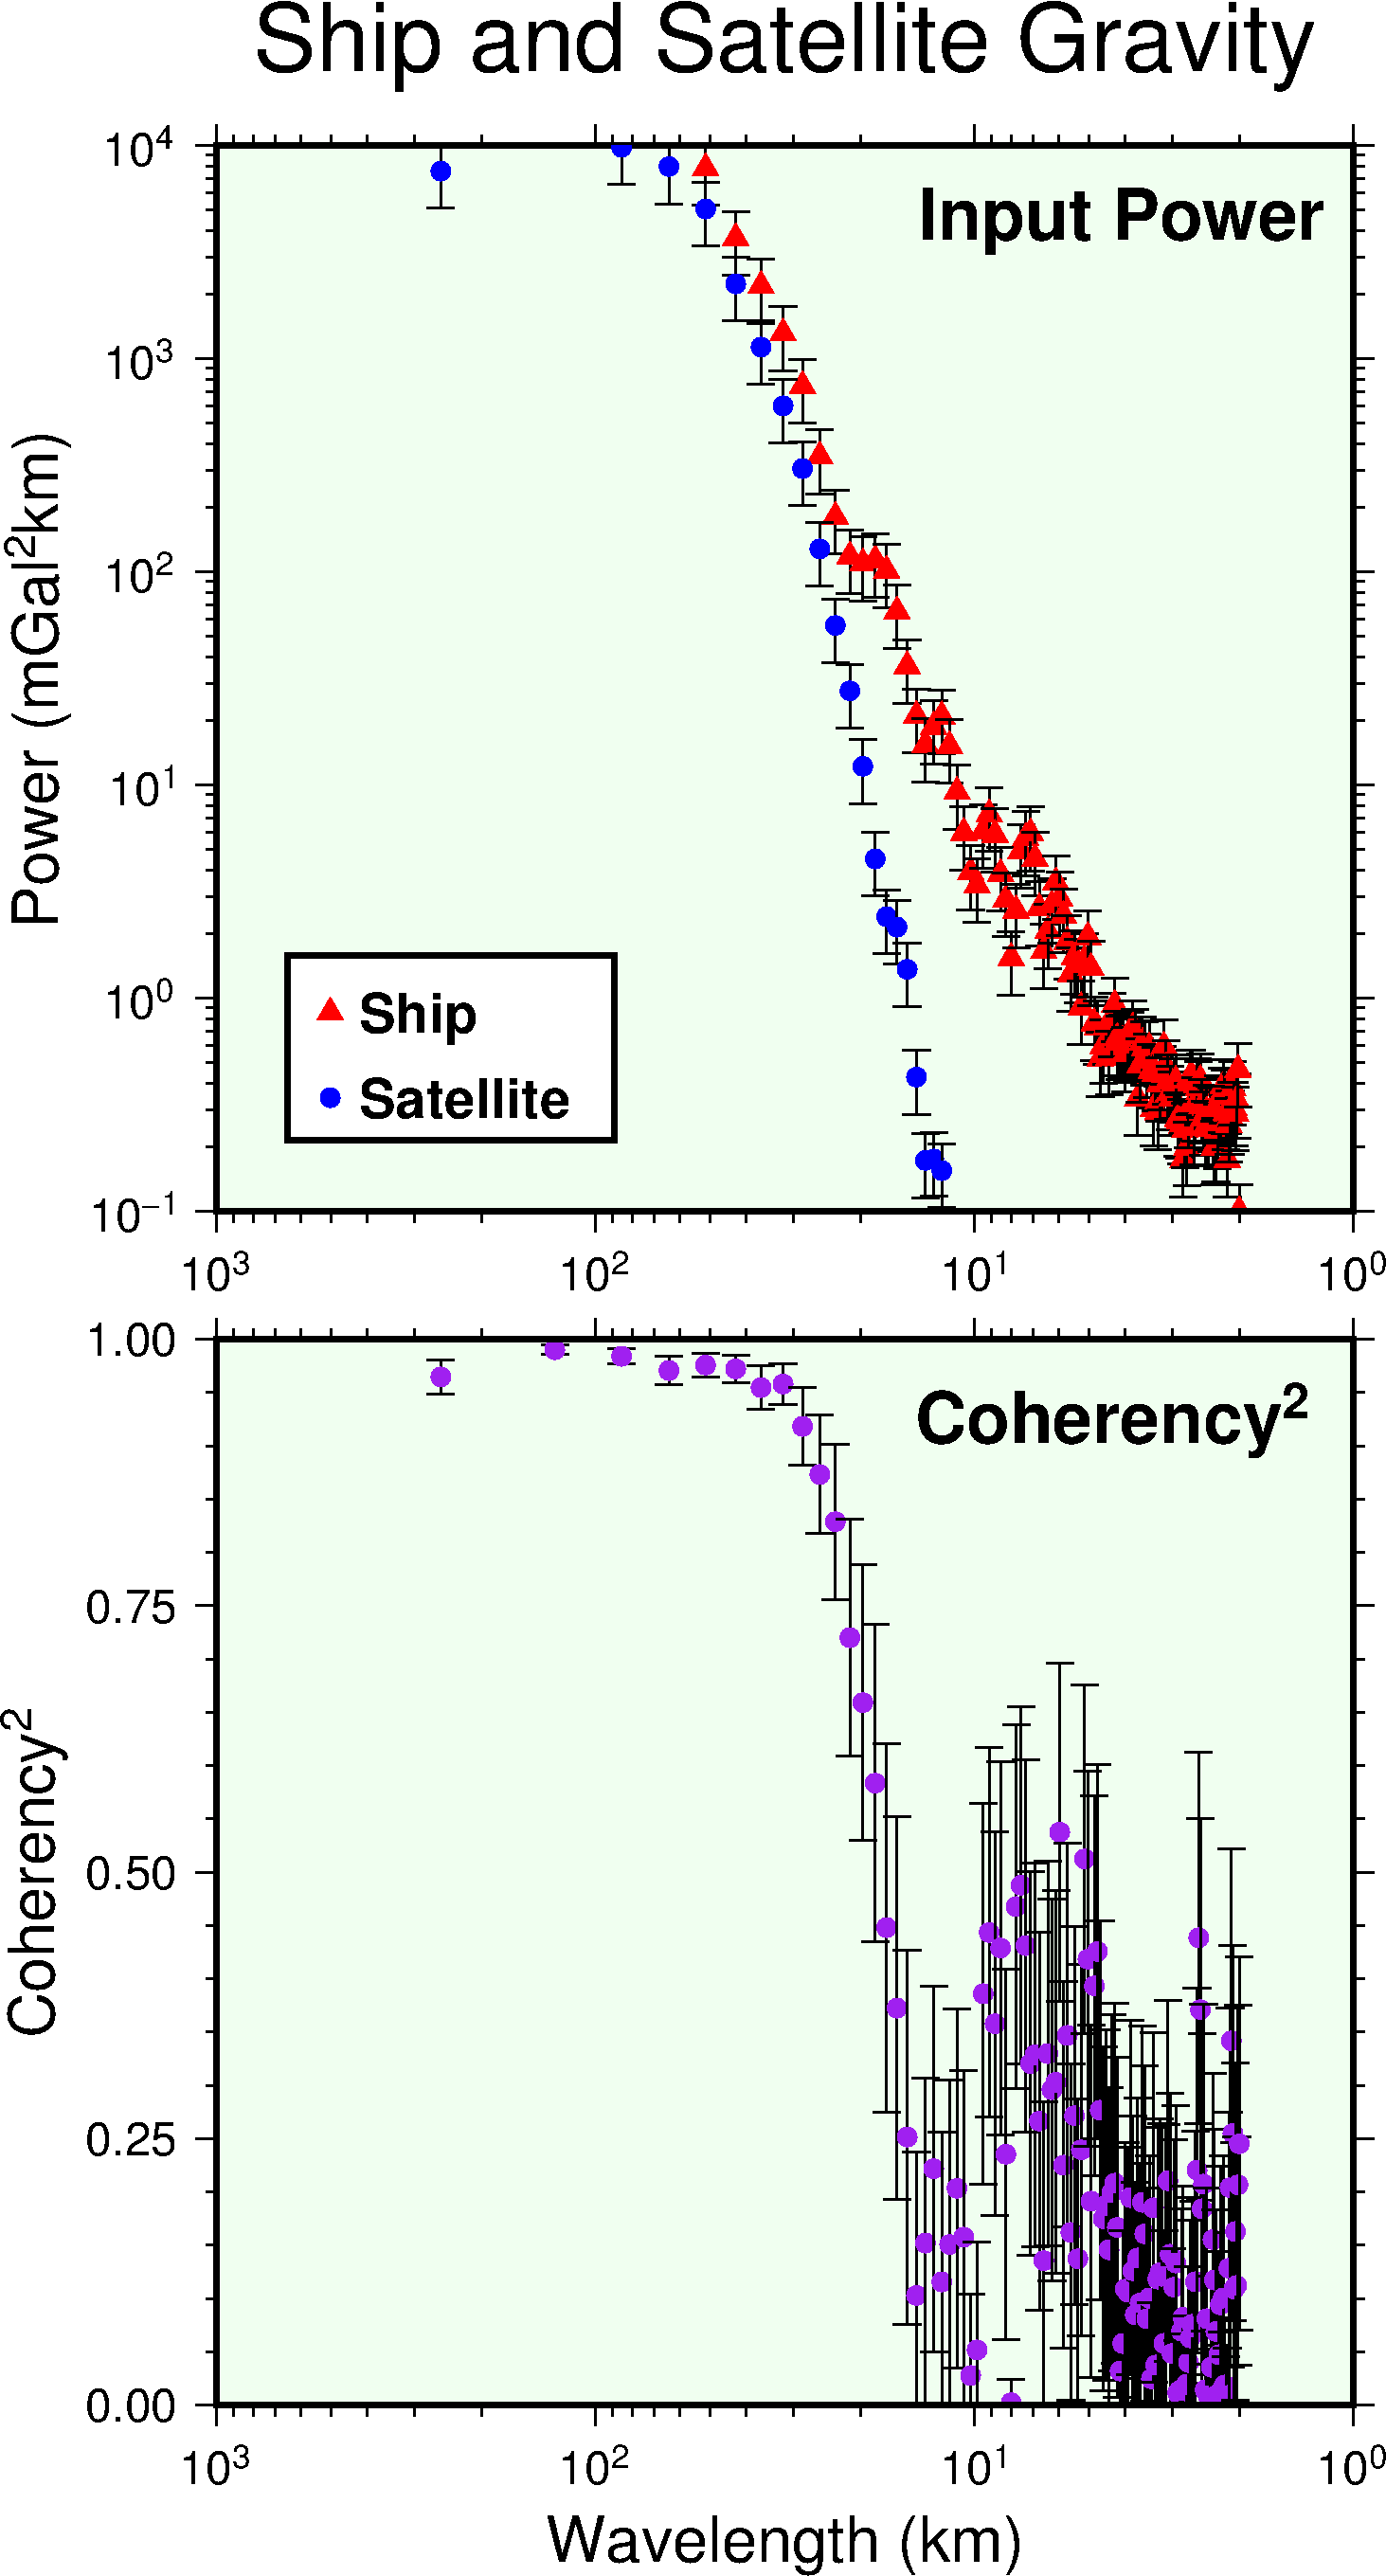 Ship and Satellite Gravity
Input Power
Power (mGal²km)
10⁴
10³
10²
10¹
10⁰
10⁻¹
Ship
Satellite
10³ 10² 10¹ 10⁰
Coherency²
Coherency²
1.00
0.75
0.50
0.25
0.00
10³ 10² 10¹ 10⁰
Wavelength (km)